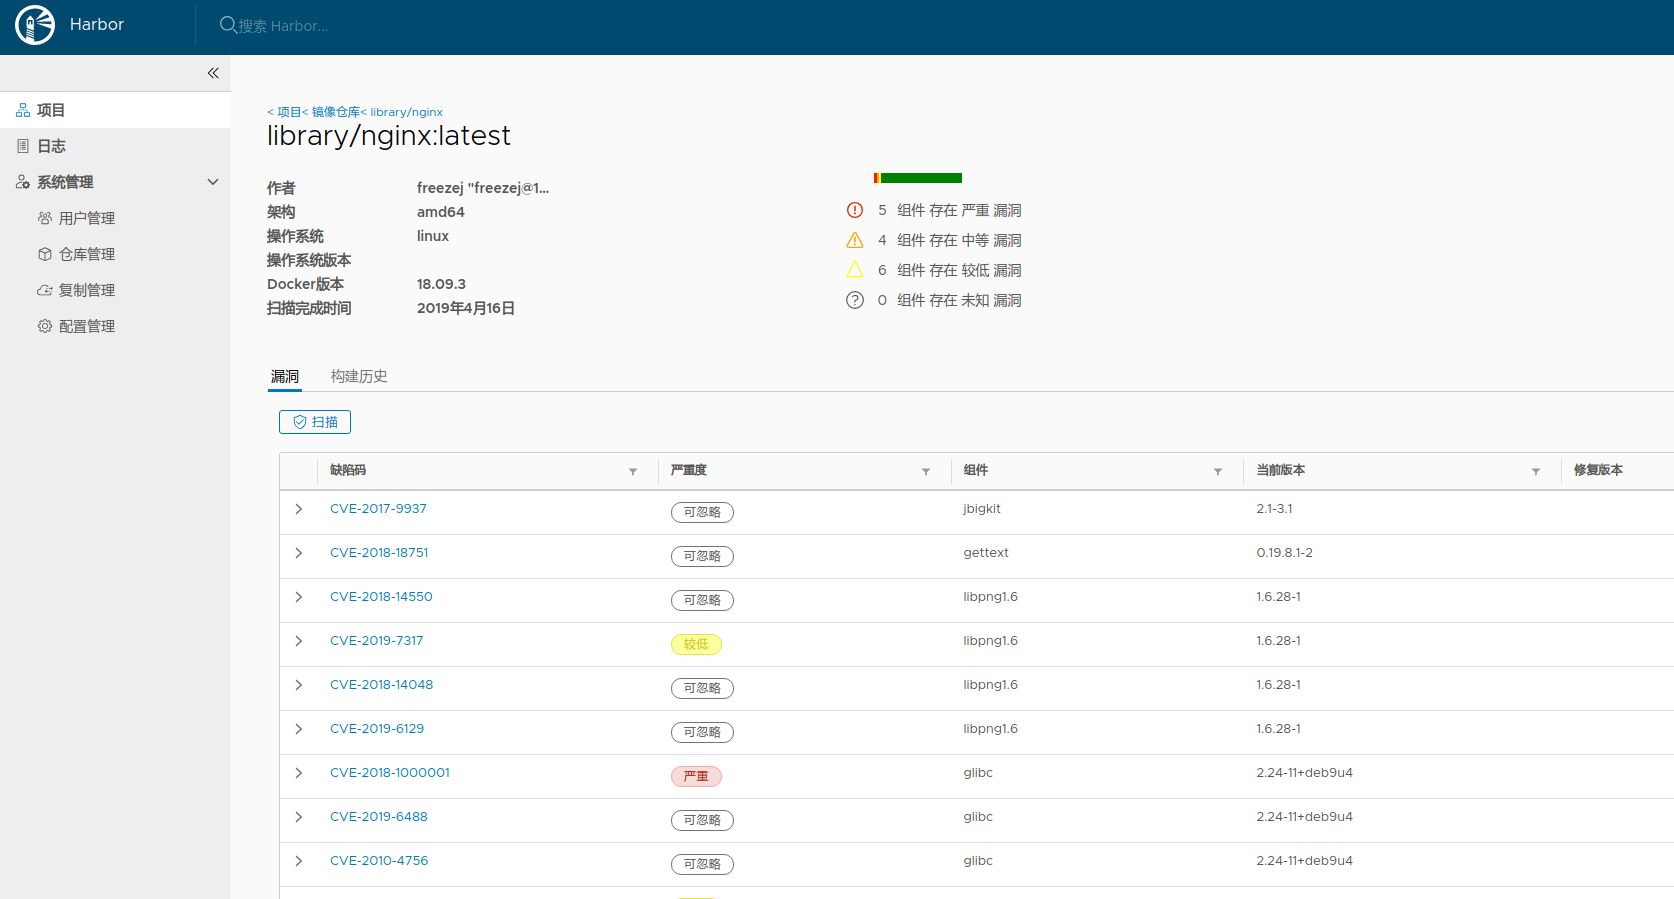 Harbor
搜索 Harbor...
项目
日志
系统管理
用户管理
仓库管理
复制管理
配置管理
< 项目< 镜像仓库< library/nginx
library/nginx:latest
作者 freezej "freezej@1...
架构 amd64
操作系统 linux
操作系统版本
Docker版本 18.09.3
扫描完成时间 2019年4月16日
5 组件 存在 严重 漏洞
4 组件 存在 中等 漏洞
6 组件 存在 较低 漏洞
0 组件 存在 未知 漏洞
漏洞 构建历史
扫描
缺陷码 严重度 组件 当前版本 修复版本
CVE-2017-9937 可忽略 jbigkit 2.1-3.1
CVE-2018-18751 可忽略 gettext 0.19.8.1-2
CVE-2018-14550 可忽略 libpng1.6 1.6.28-1
CVE-2019-7317 较低 libpng1.6 1.6.28-1
CVE-2018-14048 可忽略 libpng1.6 1.6.28-1
CVE-2019-6129 可忽略 libpng1.6 1.6.28-1
CVE-2018-1000001 严重 glibc 2.24-11+deb9u4
CVE-2019-6488 可忽略 glibc 2.24-11+deb9u4
CVE-2010-4756 可忽略 glibc 2.24-11+deb9u4